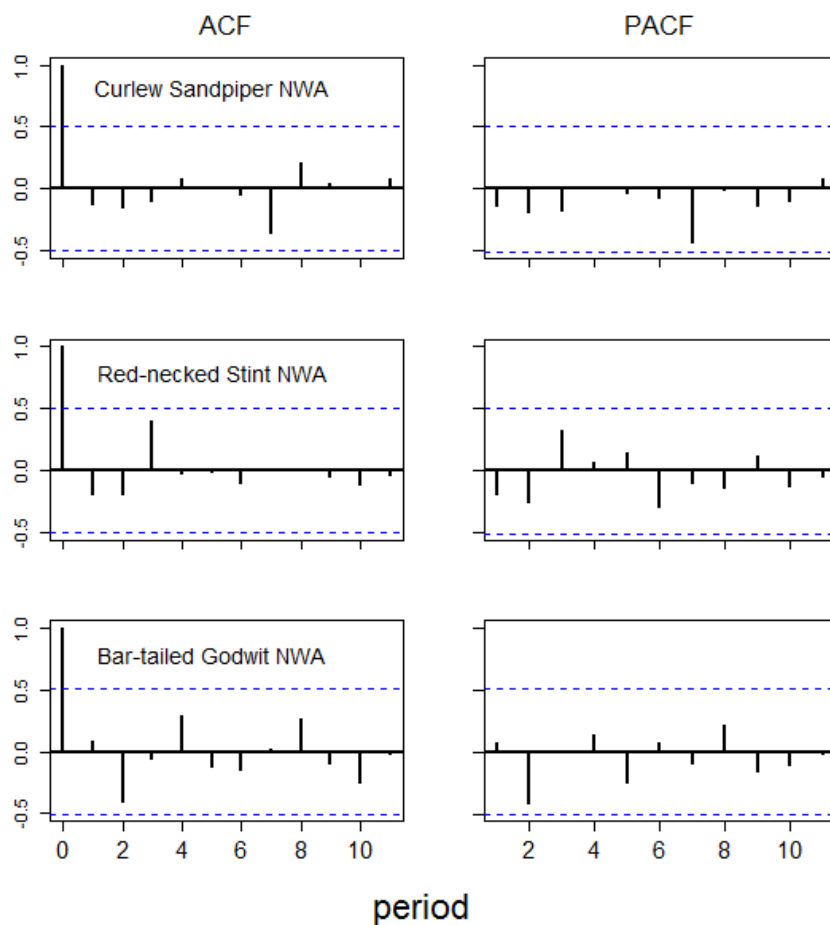 ACF PACF
1.0
0.5
0.0
-0.5
Curlew Sandpiper NWA
1.0
0.5
0.0
-0.5
Red-necked Stint NWA
1.0
0.5
0.0
-0.5
Bar-tailed Godwit NWA
0 2 4 6 8 10 2 4 6 8 10
period